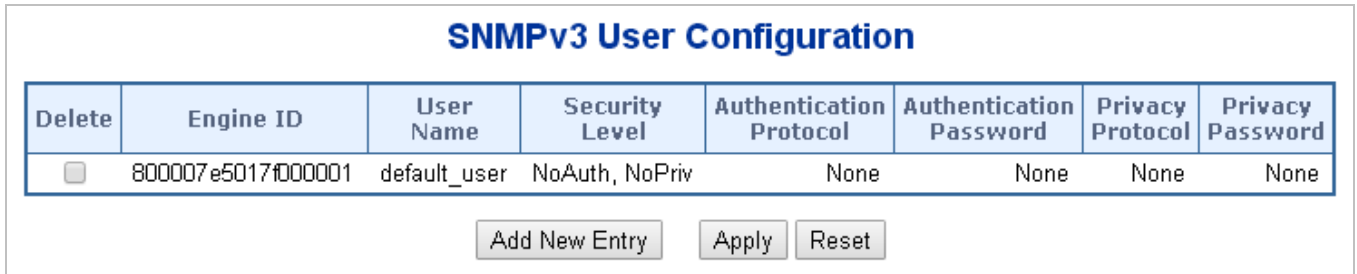 SNMPv3 User Configuration
Delete Engine ID User Name Security Level Authentication Protocol Authentication Password Privacy Protocol Privacy Password
800007e5017f000001 default_user NoAuth, NoPriv None None None None
Add New Entry Apply Reset